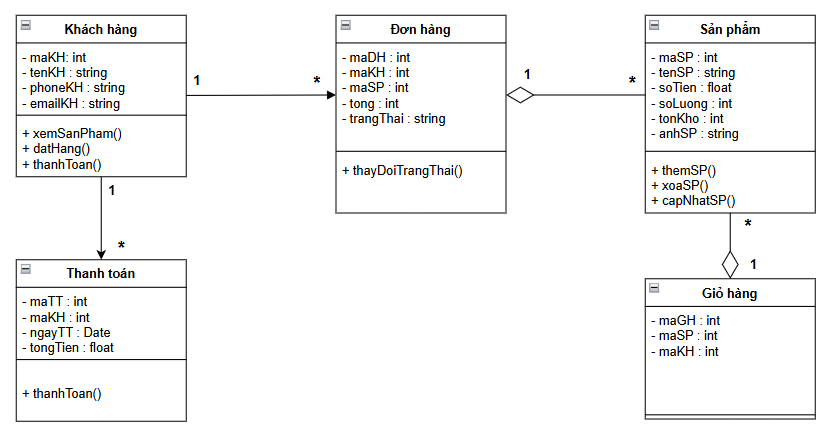 Khách hàng
- maKH: int
- tenKH : string
- phoneKH : string
- emailKH : string
+ xemSanPham()
+ datHang()
+ thanhToan()
1
*
Đơn hàng
- maDH : int
- maKH : int
- maSP : int
- tong : int
- trangThai : string
+ thayDoiTrangThai()
1
*
Sản phẩm
- maSP : int
- tenSP : string
- soTien : float
- soLuong : int
- tonKho : int
- anhSP : string
+ themSP()
+ xoaSP()
+ capNhatSP()
1
*
Thanh toán
- maTT : int
- maKH : int
- ngayTT : Date
- tongTien : float
+ thanhToan()
*
1
Giỏ hàng
- maGH : int
- maSP : int
- maKH : int